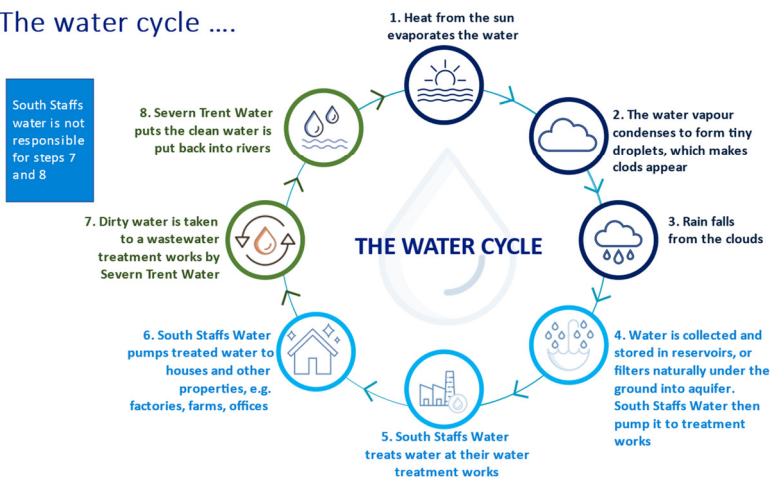 The water cycle ....
1. Heat from the sun
evaporates the water
South Staffs
water is not
responsible
for steps 7
and 8
8. Severn Trent Water
puts the clean water is
put back into rivers
2. The water vapour
condenses to form tiny
droplets, which makes
clods appear
7. Dirty water is taken
to a wastewater
treatment works by
Severn Trent Water
THE WATER CYCLE
3. Rain falls
from the clouds
6. South Staffs Water
pumps treated water to
houses and other
properties, e.g.
factories, farms, offices
4. Water is collected and
stored in reservoirs, or
filters naturally under the
ground into aquifer.
South Staffs Water then
pump it to treatment
works
5. South Staffs Water
treats water at their water
treatment works